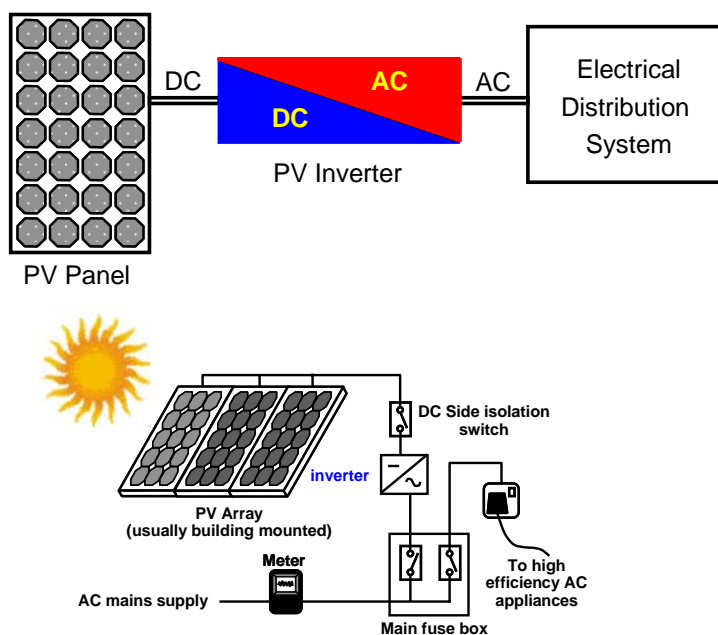 DC
AC
AC
DC
PV Inverter
Electrical
Distribution
System
PV Panel
DC Side isolation
switch
inverter
PV Array
(usually building mounted)
Meter
To high
efficiency AC
appliances
AC mains supply
Main fuse box